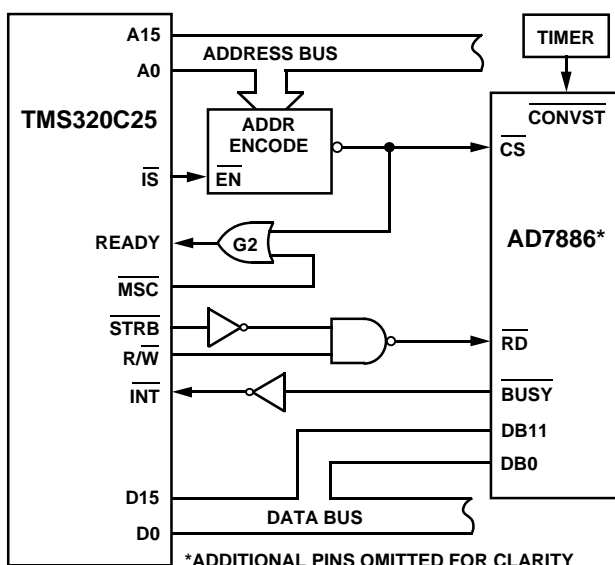 A15
ADDRESS BUS
A0
TIMER
TMS320C25
ADDR
ENCODE
CONVST
CS
IS
EN
READY
G2
AD7886*
MSC
STRB
R/W
RD
INT
BUSY
DB11
DB0
D15
DATA BUS
D0
*ADDITIONAL PINS OMITTED FOR CLARITY